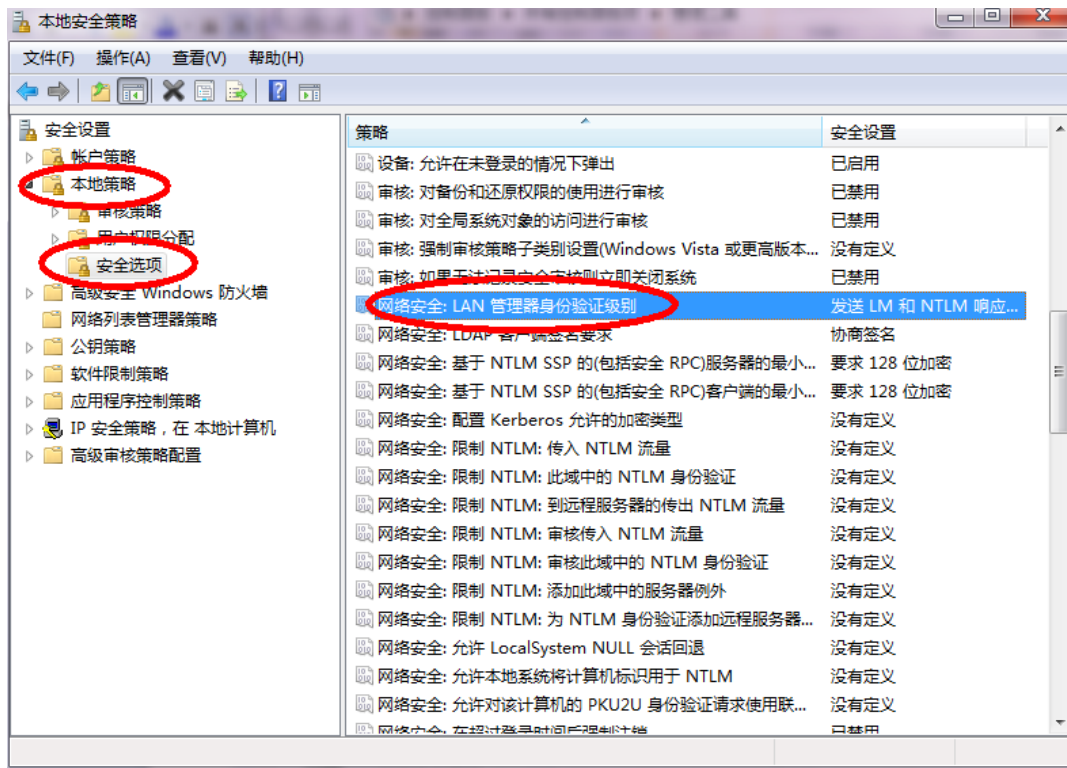 本地安全策略
文件(F) 操作(A) 查看(V) 帮助(H)
安全设置
帐户策略
本地策略
审核策略
用户权限分配
安全选项
高级安全 Windows 防火墙
网络列表管理器策略
公钥策略
软件限制策略
应用程序控制策略
IP 安全策略，在 本地计算机
高级审核策略配置
策略 安全设置
设备: 允许在未登录的情况下弹出 已启用
审核: 对备份和还原权限的使用进行审核 已禁用
审核: 对全局系统对象的访问进行审核 已禁用
审核: 强制审核策略子类别设置(Windows Vista 或更高版本... 没有定义
审核: 如果无法记录安全审核则立即关闭系统 已禁用
网络安全: LAN 管理器身份验证级别 发送 LM 和 NTLM 响应...
网络安全: LDAP 客户端签名要求 协商签名
网络安全: 基于 NTLM SSP 的(包括安全 RPC)服务器的最小... 要求 128 位加密
网络安全: 基于 NTLM SSP 的(包括安全 RPC)客户端的最小... 要求 128 位加密
网络安全: 配置 Kerberos 允许的加密类型 没有定义
网络安全: 限制 NTLM: 传入 NTLM 流量 没有定义
网络安全: 限制 NTLM: 此域中的 NTLM 身份验证 没有定义
网络安全: 限制 NTLM: 到远程服务器的传出 NTLM 流量 没有定义
网络安全: 限制 NTLM: 审核传入 NTLM 流量 没有定义
网络安全: 限制 NTLM: 审核此域中的 NTLM 身份验证 没有定义
网络安全: 限制 NTLM: 添加此域中的服务器例外 没有定义
网络安全: 限制 NTLM: 为 NTLM 身份验证添加远程服务器... 没有定义
网络安全: 允许 LocalSystem NULL 会话回退 没有定义
网络安全: 允许本地系统将计算机标识用于 NTLM 没有定义
网络安全: 允许对该计算机的 PKU2U 身份验证请求使用联... 没有定义
网络安全: 在超过登录时间后强制注销 已禁用